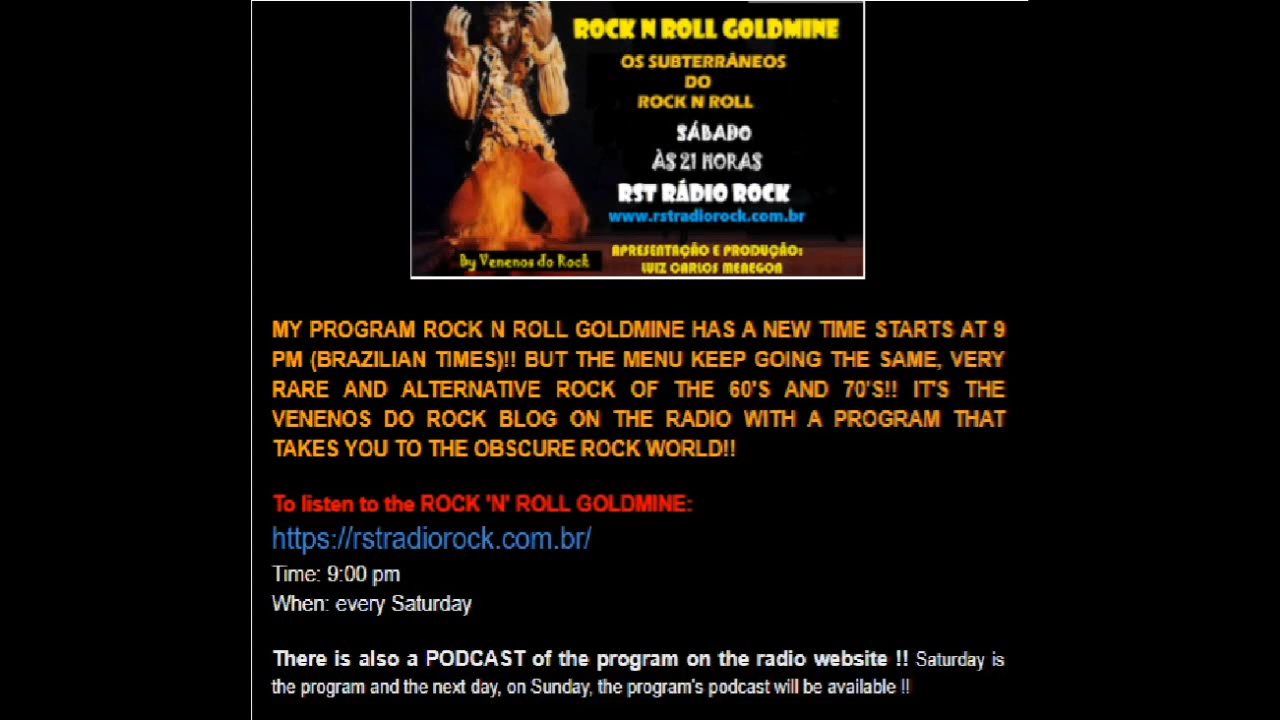 ROCK N ROLL GOLDMINE
OS SUBTERRÂNEOS
DO
ROCK N ROLL
SÁBADO
ÀS 21 HORAS
RST RÁDIO ROCK
www.rstradiorock.com.br
APRESENTAÇÃO E PRODUÇÃO:
LUIZ CARLOS MENEGON
By Venenos do Rock
MY PROGRAM ROCK N ROLL GOLDMINE HAS A NEW TIME STARTS AT 9
PM (BRAZILIAN TIMES)!! BUT THE MENU KEEP GOING THE SAME, VERY
RARE AND ALTERNATIVE ROCK OF THE 60'S AND 70'S!! IT'S THE
VENENOS DO ROCK BLOG ON THE RADIO WITH A PROGRAM THAT
TAKES YOU TO THE OBSCURE ROCK WORLD!!
To listen to the ROCK 'N' ROLL GOLDMINE:
https://rstradiorock.com.br/
Time: 9:00 pm
When: every Saturday
There is also a PODCAST of the program on the radio website !! Saturday is
the program and the next day, on Sunday, the program's podcast will be available !!